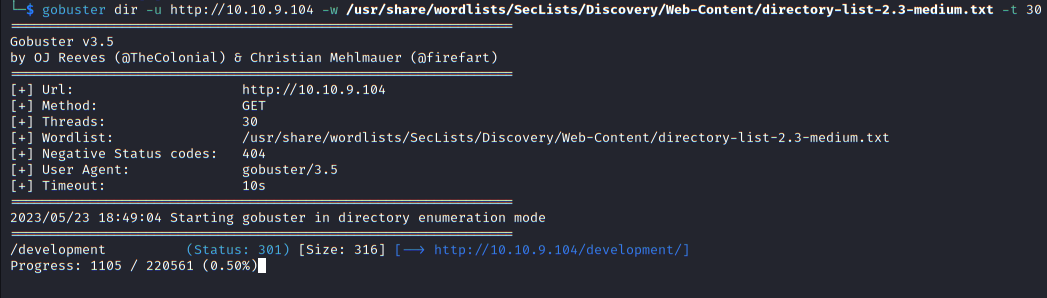 └─$ gobuster dir -u http://10.10.9.104 -w /usr/share/wordlists/SecLists/Discovery/Web-Content/directory-list-2.3-medium.txt -t 30
===============================================================
Gobuster v3.5
by OJ Reeves (@TheColonial) & Christian Mehlmauer (@firefart)
===============================================================
[+] Url:                     http://10.10.9.104
[+] Method:                  GET
[+] Threads:                 30
[+] Wordlist:                /usr/share/wordlists/SecLists/Discovery/Web-Content/directory-list-2.3-medium.txt
[+] Negative Status codes:   404
[+] User Agent:              gobuster/3.5
[+] Timeout:                 10s
===============================================================
2023/05/23 18:49:04 Starting gobuster in directory enumeration mode
===============================================================
/development          (Status: 301) [Size: 316] [--> http://10.10.9.104/development/]
Progress: 1105 / 220561 (0.50%)